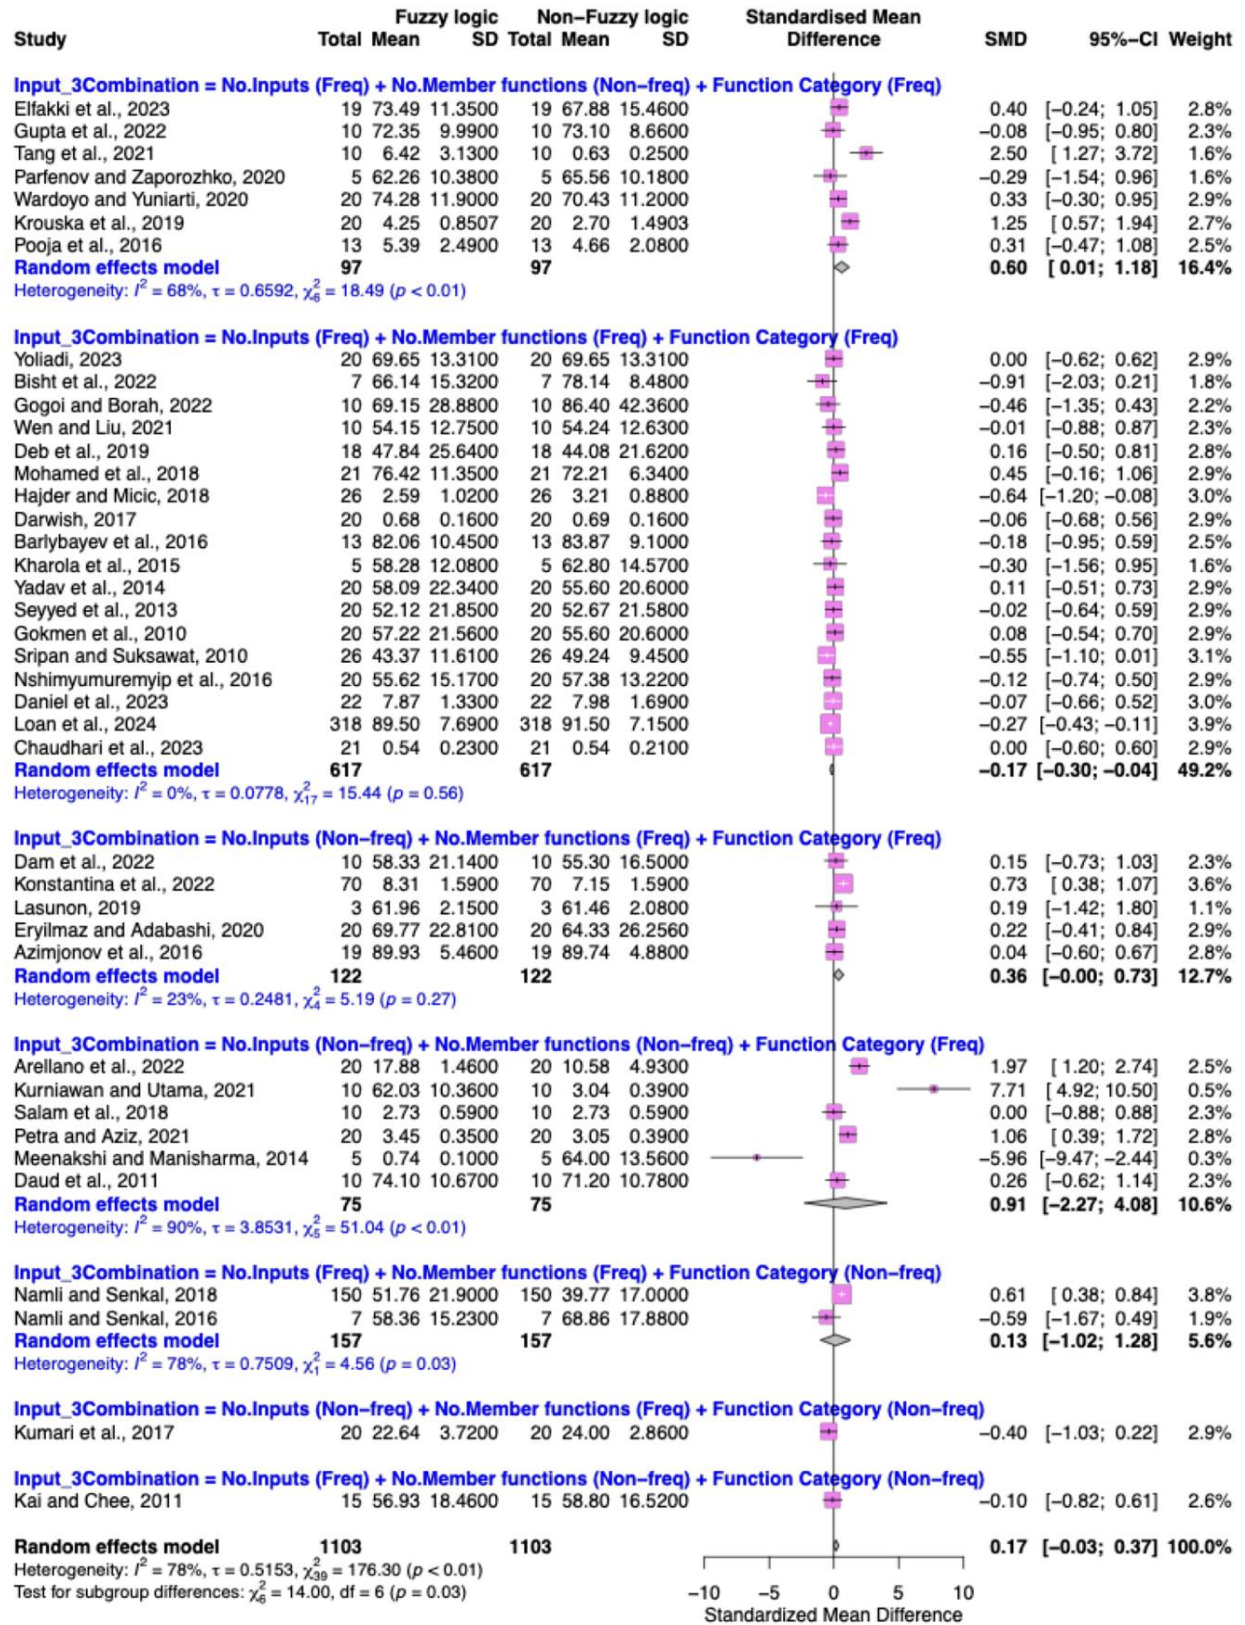 Fuzzy logic Non−Fuzzy logic Standardised Mean
Study Total Mean SD Total Mean SD Difference SMD 95%−CI Weight
Input_3Combination = No.Inputs (Freq) + No.Member functions (Non−freq) + Function Category (Freq)
Elfakki et al., 2023 19 73.49 11.3500 19 67.88 15.4600 0.40 [−0.24; 1.05] 2.8%
Gupta et al., 2022 10 72.35 9.9900 10 73.10 8.6600 −0.08 [−0.95; 0.80] 2.3%
Tang et al., 2021 10 6.42 3.1300 10 0.63 0.2500 2.50 [ 1.27; 3.72] 1.6%
Parfenov and Zaporozhko, 2020 5 62.26 10.3800 5 65.56 10.1800 −0.29 [−1.54; 0.96] 1.6%
Wardoyo and Yuniarti, 2020 20 74.28 11.9000 20 70.43 11.2000 0.33 [−0.30; 0.95] 2.9%
Krouska et al., 2019 20 4.25 0.8507 20 2.70 1.4903 1.25 [ 0.57; 1.94] 2.7%
Pooja et al., 2016 13 5.39 2.4900 13 4.66 2.0800 0.31 [−0.47; 1.08] 2.5%
Random effects model 97 97 0.60 [ 0.01; 1.18] 16.4%
Heterogeneity: I² = 68%, τ = 0.6592, χ²₆ = 18.49 (p < 0.01)
Input_3Combination = No.Inputs (Freq) + No.Member functions (Freq) + Function Category (Freq)
Yoliadi, 2023 20 69.65 13.3100 20 69.65 13.3100 0.00 [−0.62; 0.62] 2.9%
Bisht et al., 2022 7 66.14 15.3200 7 78.14 8.4800 −0.91 [−2.03; 0.21] 1.8%
Gogoi and Borah, 2022 10 69.15 28.8800 10 86.40 42.3600 −0.46 [−1.35; 0.43] 2.2%
Wen and Liu, 2021 10 54.15 12.7500 10 54.24 12.6300 −0.01 [−0.88; 0.87] 2.3%
Deb et al., 2019 18 47.84 25.6400 18 44.08 21.6200 0.16 [−0.50; 0.81] 2.8%
Mohamed et al., 2018 21 76.42 11.3500 21 72.21 6.3400 0.45 [−0.16; 1.06] 2.9%
Hajder and Micic, 2018 26 2.59 1.0200 26 3.21 0.8800 −0.64 [−1.20; −0.08] 3.0%
Darwish, 2017 20 0.68 0.1600 20 0.69 0.1600 −0.06 [−0.68; 0.56] 2.9%
Barlybayev et al., 2016 13 82.06 10.4500 13 83.87 9.1000 −0.18 [−0.95; 0.59] 2.5%
Kharola et al., 2015 5 58.28 12.0800 5 62.80 14.5700 −0.30 [−1.56; 0.95] 1.6%
Yadav et al., 2014 20 58.09 22.3400 20 55.60 20.6000 0.11 [−0.51; 0.73] 2.9%
Seyyed et al., 2013 20 52.12 21.8500 20 52.67 21.5800 −0.02 [−0.64; 0.59] 2.9%
Gokmen et al., 2010 20 57.22 21.5600 20 55.60 20.6000 0.08 [−0.54; 0.70] 2.9%
Sripan and Suksawat, 2010 26 43.37 11.6100 26 49.24 9.4500 −0.55 [−1.10; 0.01] 3.1%
Nshimyumuremyip et al., 2016 20 55.62 15.1700 20 57.38 13.2200 −0.12 [−0.74; 0.50] 2.9%
Daniel et al., 2023 22 7.87 1.3300 22 7.98 1.6900 −0.07 [−0.66; 0.52] 3.0%
Loan et al., 2024 318 89.50 7.6900 318 91.50 7.1500 −0.27 [−0.43; −0.11] 3.9%
Chaudhari et al., 2023 21 0.54 0.2300 21 0.54 0.2100 0.00 [−0.60; 0.60] 2.9%
Random effects model 617 617 −0.17 [−0.30; −0.04] 49.2%
Heterogeneity: I² = 0%, τ = 0.0778, χ²₁₇ = 15.44 (p = 0.56)
Input_3Combination = No.Inputs (Non−freq) + No.Member functions (Freq) + Function Category (Freq)
Dam et al., 2022 10 58.33 21.1400 10 55.30 16.5000 0.15 [−0.73; 1.03] 2.3%
Konstantina et al., 2022 70 8.31 1.5900 70 7.15 1.5900 0.73 [ 0.38; 1.07] 3.6%
Lasunon, 2019 3 61.96 2.1500 3 61.46 2.0800 0.19 [−1.42; 1.80] 1.1%
Eryilmaz and Adabashi, 2020 20 69.77 22.8100 20 64.33 26.2560 0.22 [−0.41; 0.84] 2.9%
Azimjonov et al., 2016 19 89.93 5.4600 19 89.74 4.8800 0.04 [−0.60; 0.67] 2.8%
Random effects model 122 122 0.36 [−0.00; 0.73] 12.7%
Heterogeneity: I² = 23%, τ = 0.2481, χ²₄ = 5.19 (p = 0.27)
Input_3Combination = No.Inputs (Non−freq) + No.Member functions (Non−freq) + Function Category (Freq)
Arellano et al., 2022 20 17.88 1.4600 20 10.58 4.9300 1.97 [ 1.20; 2.74] 2.5%
Kurniawan and Utama, 2021 10 62.03 10.3600 10 3.04 0.3900 7.71 [ 4.92; 10.50] 0.5%
Salam et al., 2018 10 2.73 0.5900 10 2.73 0.5900 0.00 [−0.88; 0.88] 2.3%
Petra and Aziz, 2021 20 3.45 0.3500 20 3.05 0.3900 1.06 [ 0.39; 1.72] 2.8%
Meenakshi and Manisharma, 2014 5 0.74 0.1000 5 64.00 13.5600 −5.96 [−9.47; −2.44] 0.3%
Daud et al., 2011 10 74.10 10.6700 10 71.20 10.7800 0.26 [−0.62; 1.14] 2.3%
Random effects model 75 75 0.91 [−2.27; 4.08] 10.6%
Heterogeneity: I² = 90%, τ = 3.8531, χ²₅ = 51.04 (p < 0.01)
Input_3Combination = No.Inputs (Freq) + No.Member functions (Freq) + Function Category (Non−freq)
Namli and Senkal, 2018 150 51.76 21.9000 150 39.77 17.0000 0.61 [ 0.38; 0.84] 3.8%
Namli and Senkal, 2016 7 58.36 15.2300 7 68.86 17.8800 −0.59 [−1.67; 0.49] 1.9%
Random effects model 157 157 0.13 [−1.02; 1.28] 5.6%
Heterogeneity: I² = 78%, τ = 0.7509, χ²₁ = 4.56 (p = 0.03)
Input_3Combination = No.Inputs (Non−freq) + No.Member functions (Freq) + Function Category (Non−freq)
Kumari et al., 2017 20 22.64 3.7200 20 24.00 2.8600 −0.40 [−1.03; 0.22] 2.9%
Input_3Combination = No.Inputs (Freq) + No.Member functions (Non−freq) + Function Category (Non−freq)
Kai and Chee, 2011 15 56.93 18.4600 15 58.80 16.5200 −0.10 [−0.82; 0.61] 2.6%
Random effects model 1103 1103 0.17 [−0.03; 0.37] 100.0%
Heterogeneity: I² = 78%, τ = 0.5153, χ²₃₉ = 176.30 (p < 0.01)
Test for subgroup differences: χ²₆ = 14.00, df = 6 (p = 0.03)
−10 −5 0 5 10
Standardized Mean Difference